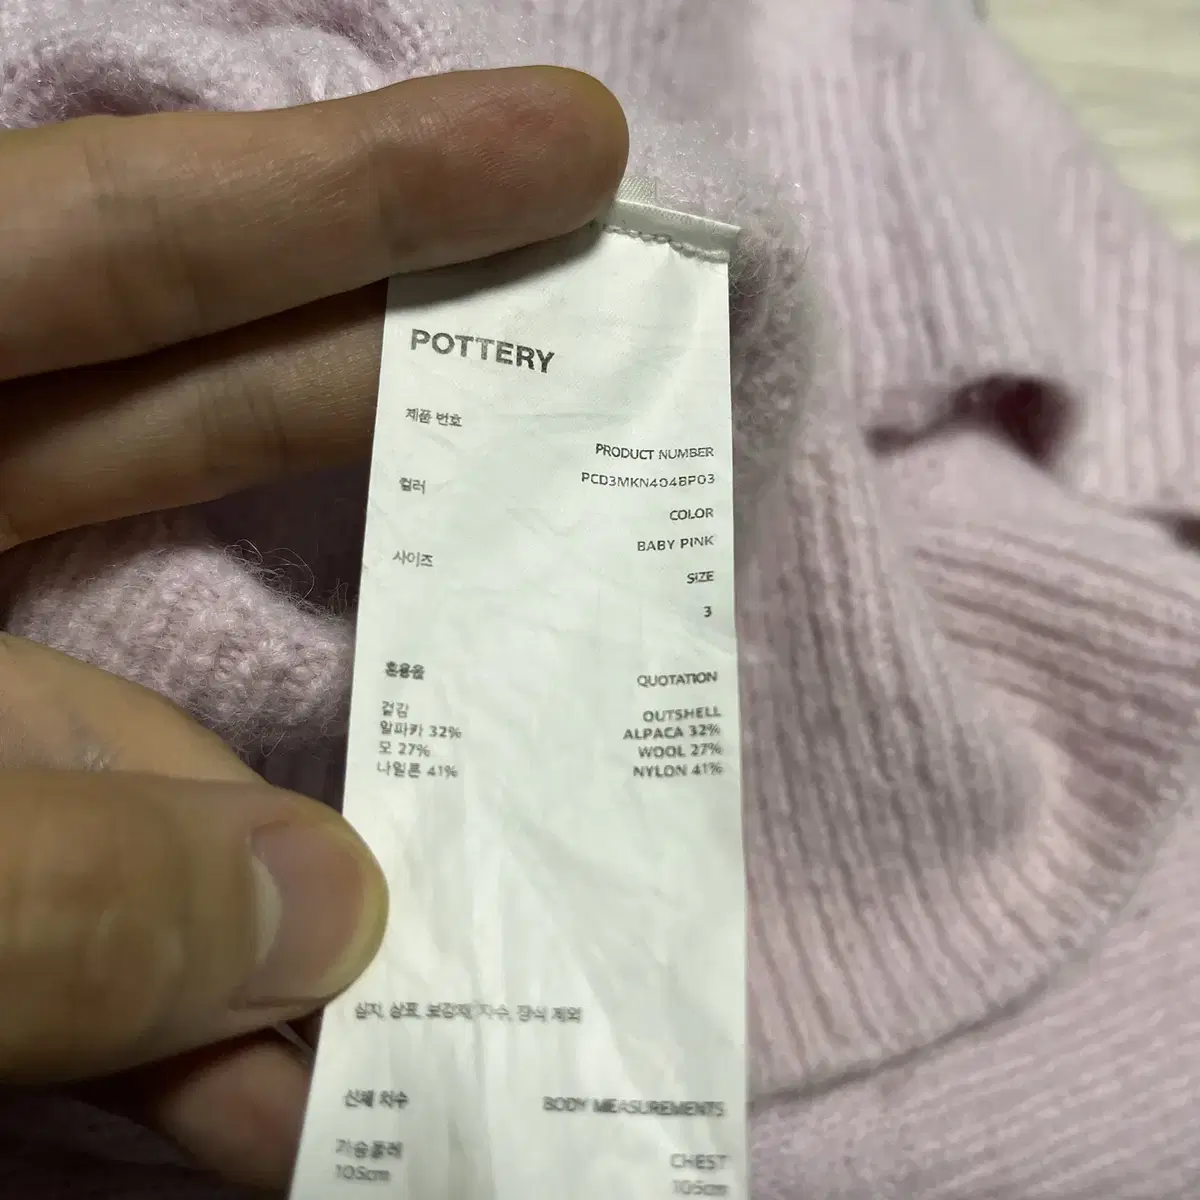 POTTERY
제품 번호
PRODUCT NUMBER
PCD3MKN404BP03
컬러
COLOR
BABY PINK
사이즈
SIZE
3
혼용율
QUOTATION
겉감
OUTSHELL
알파카 32%
ALPACA 32%
모 27%
WOOL 27%
나일론 41%
NYLON 41%
심지, 상표, 보강재, 자수, 장식 제외
신체 치수
BODY MEASUREMENTS
가슴둘레
CHEST
105cm
105cm